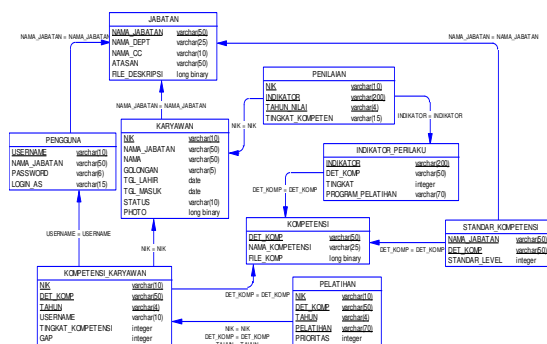 JABATAN
NAMA_JABATAN varchar(50)
NAMA_DEPT varchar(25)
NAMA_CC varchar(10)
ATASAN varchar(50)
FILE_DESKRIPSI long binary
NAMA_JABATAN = NAMA_JABATAN
NAMA_JABATAN = NAMA_JABATAN
NAMA_JABATAN = NAMA_JABATAN
PENILAIAN
NIK varchar(10)
INDIKATOR varchar(200)
TAHUN_NILAI varchar(4)
TINGKAT_KOMPETEN varchar(15)
NIK = NIK
INDIKATOR = INDIKATOR
KARYAWAN
NIK varchar(10)
NAMA_JABATAN varchar(50)
NAMA varchar(50)
GOLONGAN varchar(5)
TGL_LAHIR date
TGL_MASUK date
STATUS varchar(10)
PHOTO long binary
PENGGUNA
USERNAME varchar(10)
NAMA_JABATAN varchar(50)
PASSWORD varchar(6)
LOGIN_AS varchar(15)
INDIKATOR_PERILAKU
INDIKATOR varchar(200)
DET_KOMP varchar(50)
TINGKAT integer
PROGRAM_PELATIHAN varchar(70)
DET_KOMP = DET_KOMP
KOMPETENSI
DET_KOMP varchar(50)
NAMA_KOMPETENSI varchar(25)
FILE_KOMP long binary
STANDAR_KOMPETENSI
NAMA_JABATAN varchar(50)
DET_KOMP varchar(50)
STANDAR_LEVEL integer
DET_KOMP = DET_KOMP
USERNAME = USERNAME
NIK = NIK
KOMPETENSI_KARYAWAN
NIK varchar(10)
DET_KOMP varchar(50)
TAHUN varchar(4)
USERNAME varchar(10)
TINGKAT_KOMPETENSI integer
GAP integer
DET_KOMP = DET_KOMP
PELATIHAN
NIK varchar(10)
DET_KOMP varchar(50)
TAHUN varchar(4)
PELATIHAN varchar(70)
PRIORITAS integer
NIK = NIK
DET_KOMP = DET_KOMP
TAHUN = TAHUN